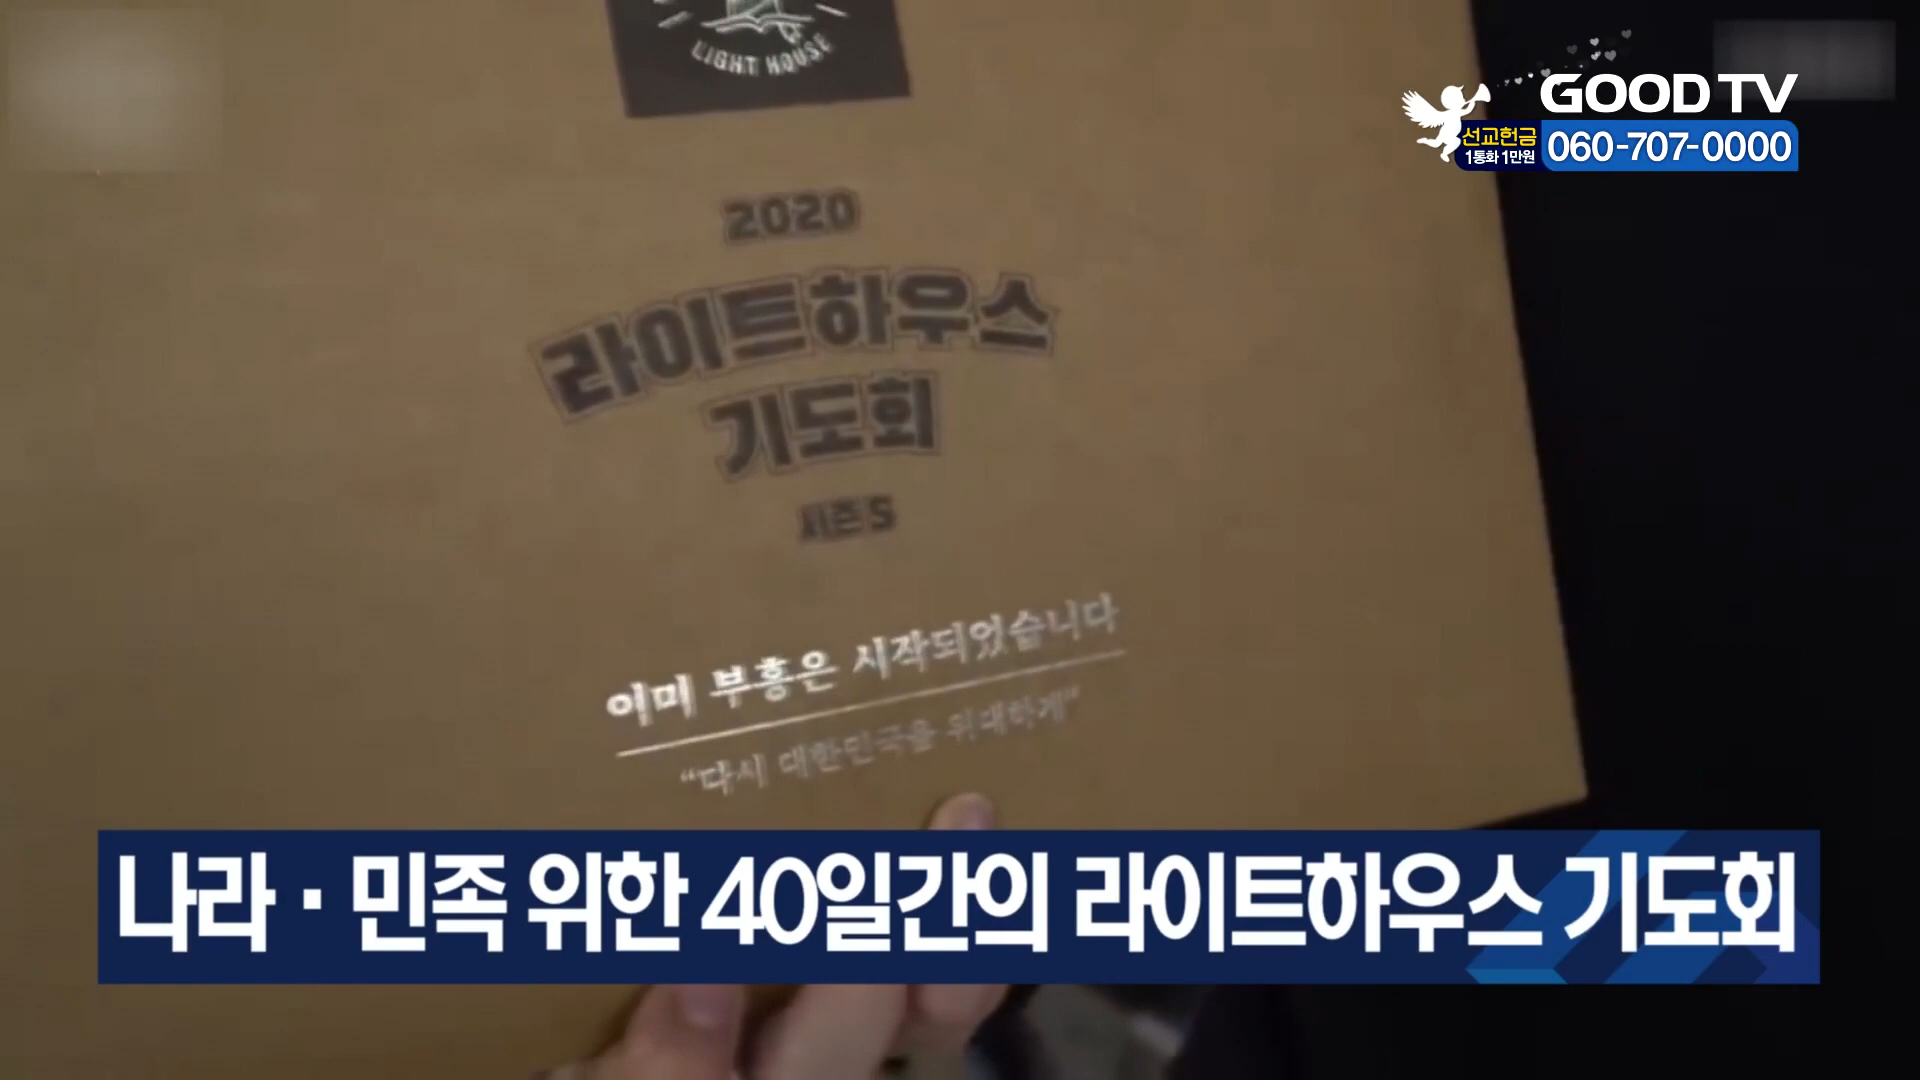 LIGHT HOUSE
GOOD TV
선교헌금
1통화 1만원
060-707-0000
2020
라이트하우스
기도회
시즌 5
이미 부흥은 시작되었습니다
“다시 대한민국을 위대하게”
나라·민족 위한 40일간의 라이트하우스 기도회